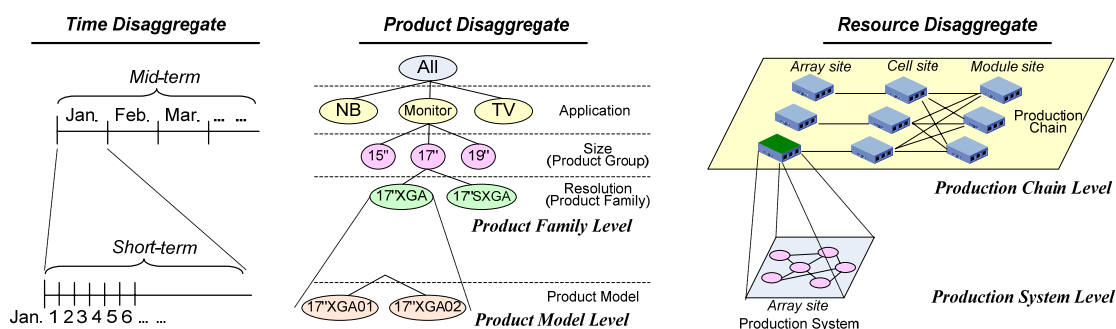 Time Disaggregate
Mid-term
Jan. Feb. Mar. ... ...
Short-term
Jan. 1 2 3 4 5 6 ... ...
Product Disaggregate
All
NB Monitor TV
Application
15" 17" 19"
Size
(Product Group)
17"XGA 17"SXGA
Resolution
(Product Family)
Product Family Level
Product Model
17"XGA01 17"XGA02
Product Model Level
Resource Disaggregate
Array site Cell site Module site
Production
Chain
Production Chain Level
Array site
Production System
Production System Level